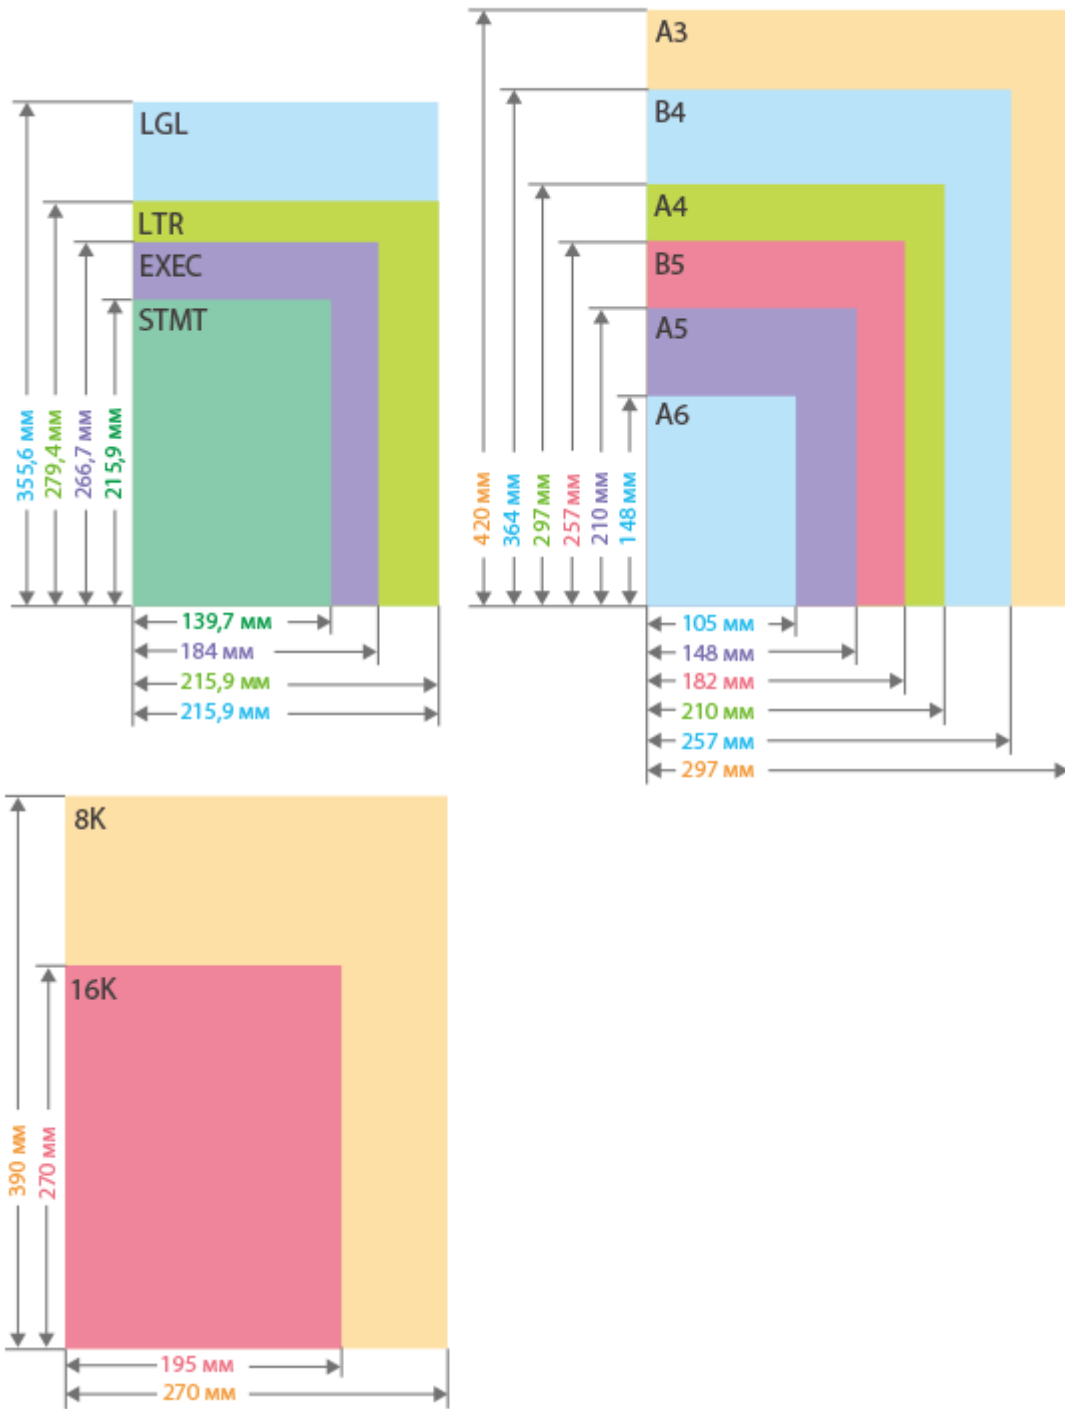 LGL
LTR
EXEC
STMT
355,6 мм
279,4 мм
266,7 мм
215,9 мм
139,7 мм
184 мм
215,9 мм
215,9 мм
A3
B4
A4
B5
A5
A6
420 мм
364 мм
297 мм
257 мм
210 мм
148 мм
105 мм
148 мм
182 мм
210 мм
257 мм
297 мм
8K
16K
390 мм
270 мм
195 мм
270 мм